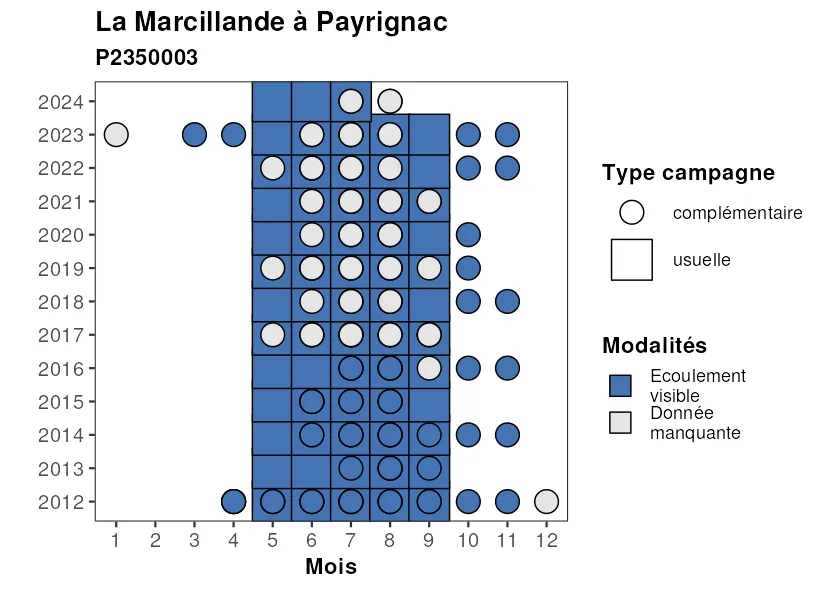 La Marcillande à Payrignac
P2350003
2024
2023
2022
2021
2020
2019
2018
2017
2016
2015
2014
2013
2012
1 2 3 4 5 6 7 8 9 10 11 12
Mois
Type campagne
complémentaire
usuelle
Modalités
Ecoulement
visible
Donnée
manquante